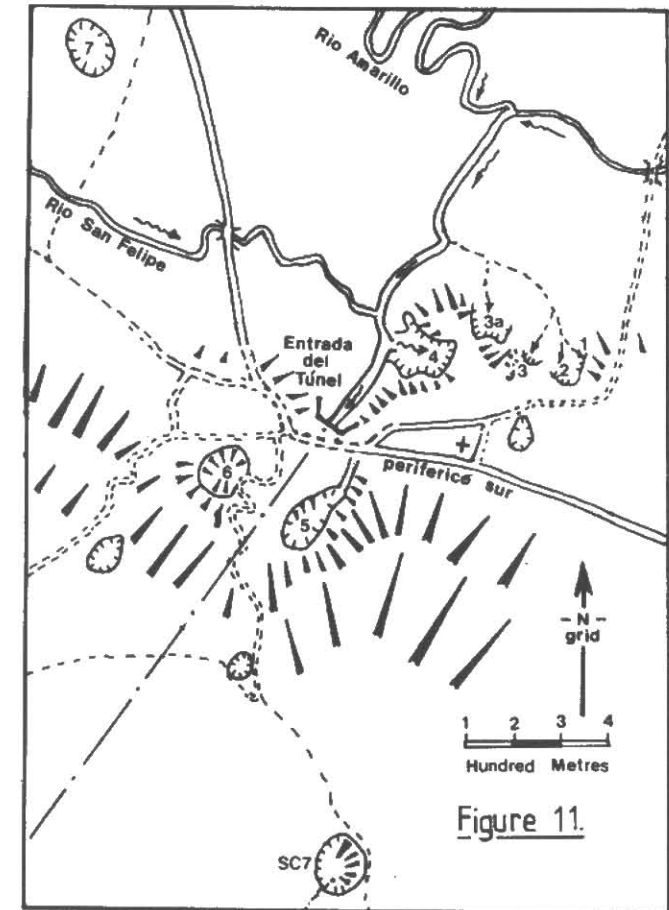 7
Rio Amarillo
Rio San Felipe
3a
1
Entrada
del
Túnel
4
3
2
+
periferico sur
6
5
N
grid
1 2 3 4
Hundred Metres
Figure 11.
SC7